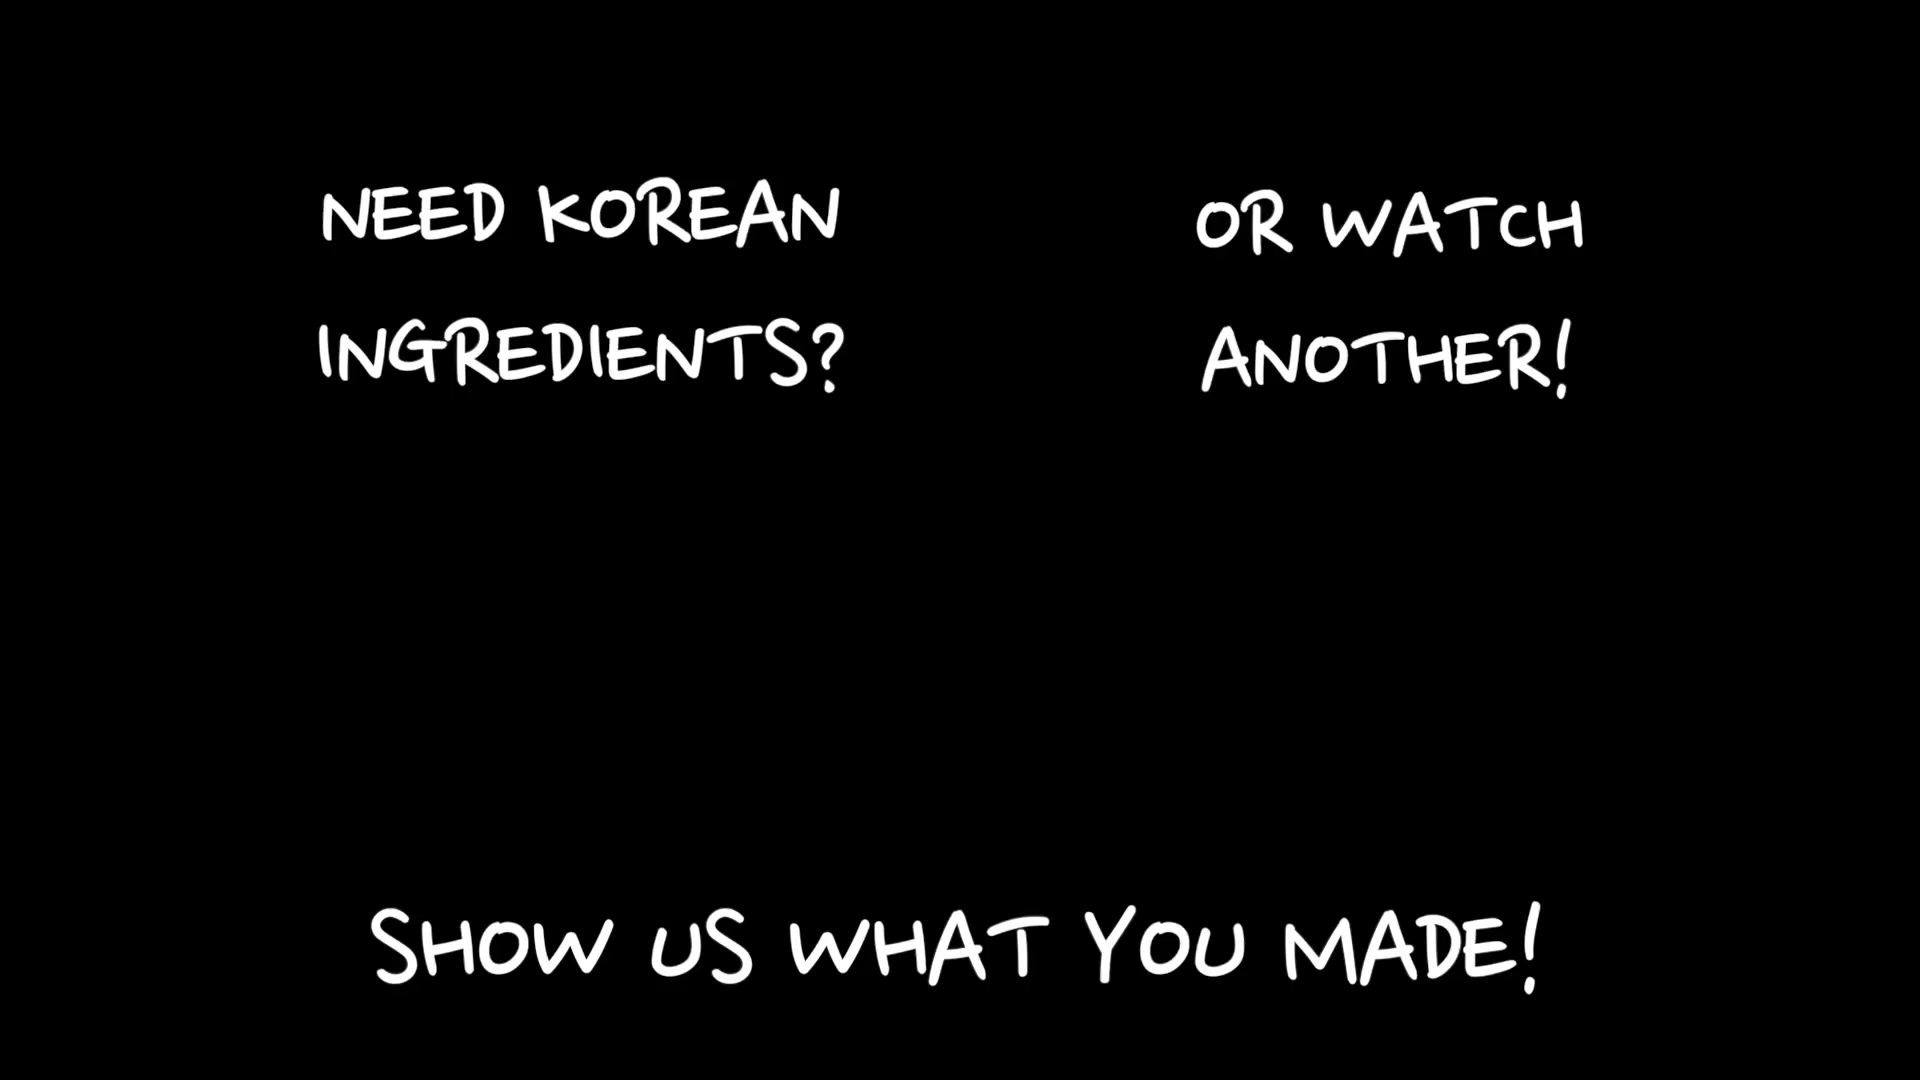 NEED KOREAN
INGREDIENTS?
OR WATCH
ANOTHER!
SHOW US WHAT YOU MADE!